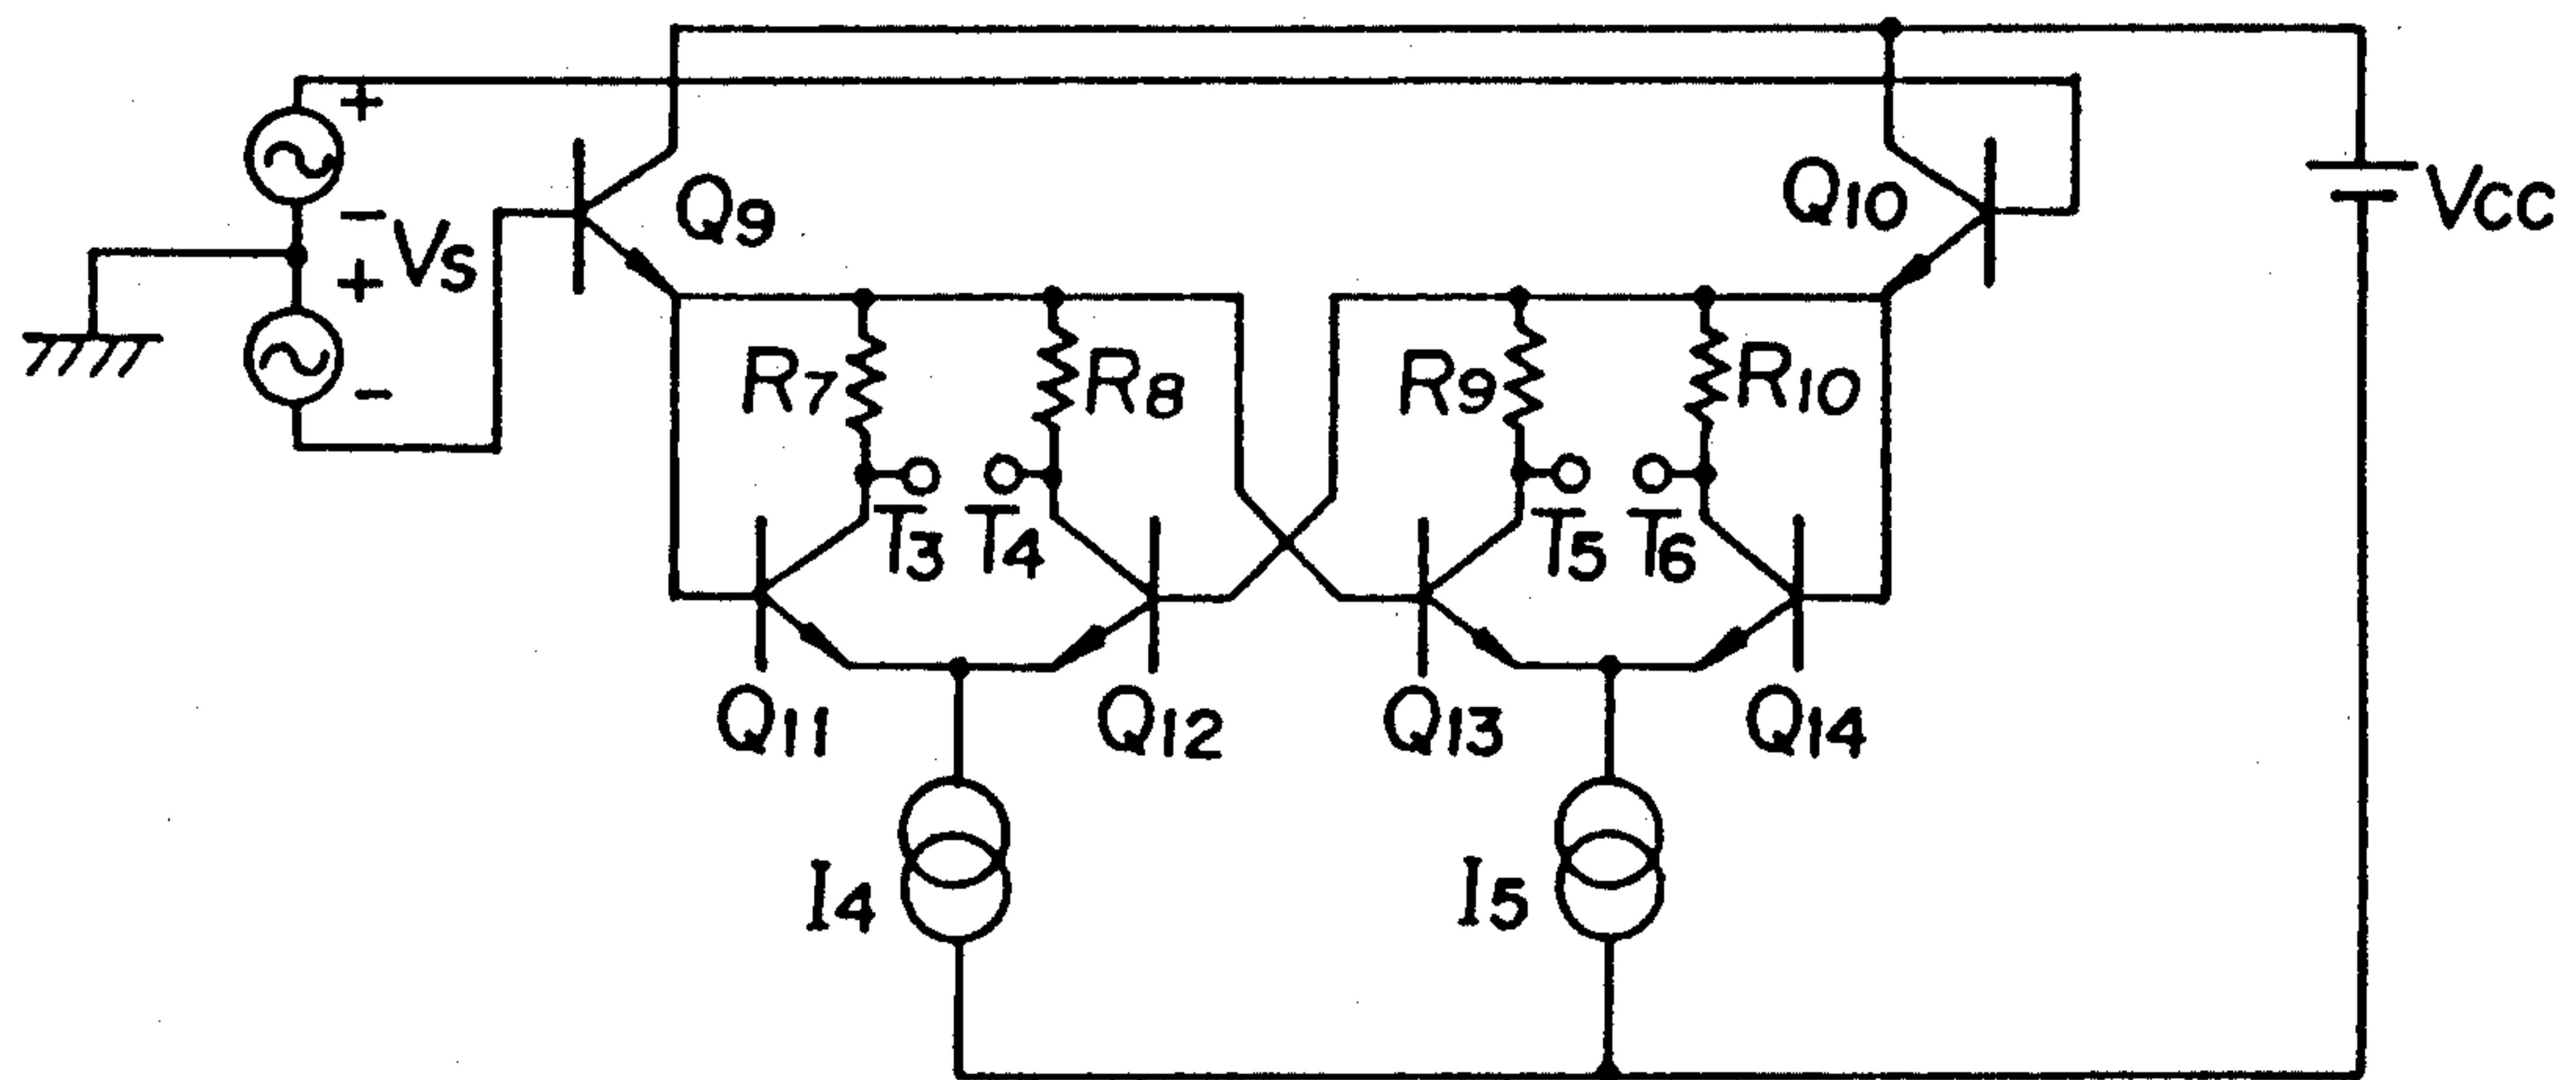 +
Q9
Q10
VCC
−
VS
+
−
R7
R8
R9
R10
T3
T4
T5
T6
Q11
Q12
Q13
Q14
I4
I5